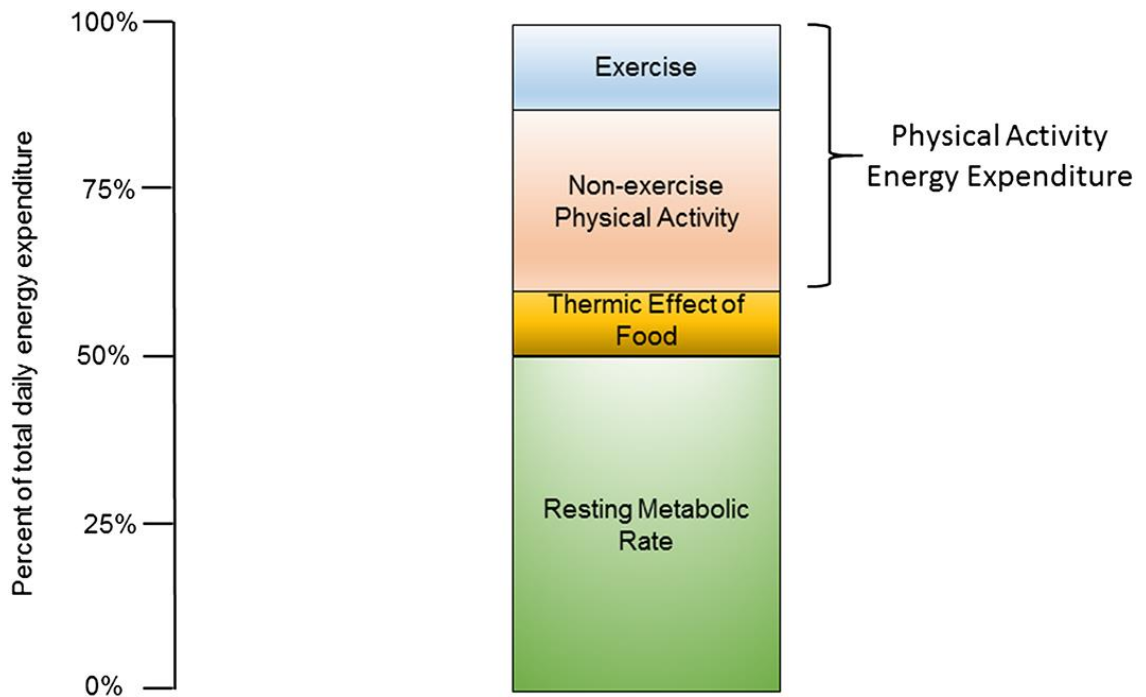 100%
Exercise
Physical Activity
Energy Expenditure
75%
Non-exercise
Physical Activity
Thermic Effect of
Food
50%
Resting Metabolic
Rate
25%
0%
Percent of total daily energy expenditure